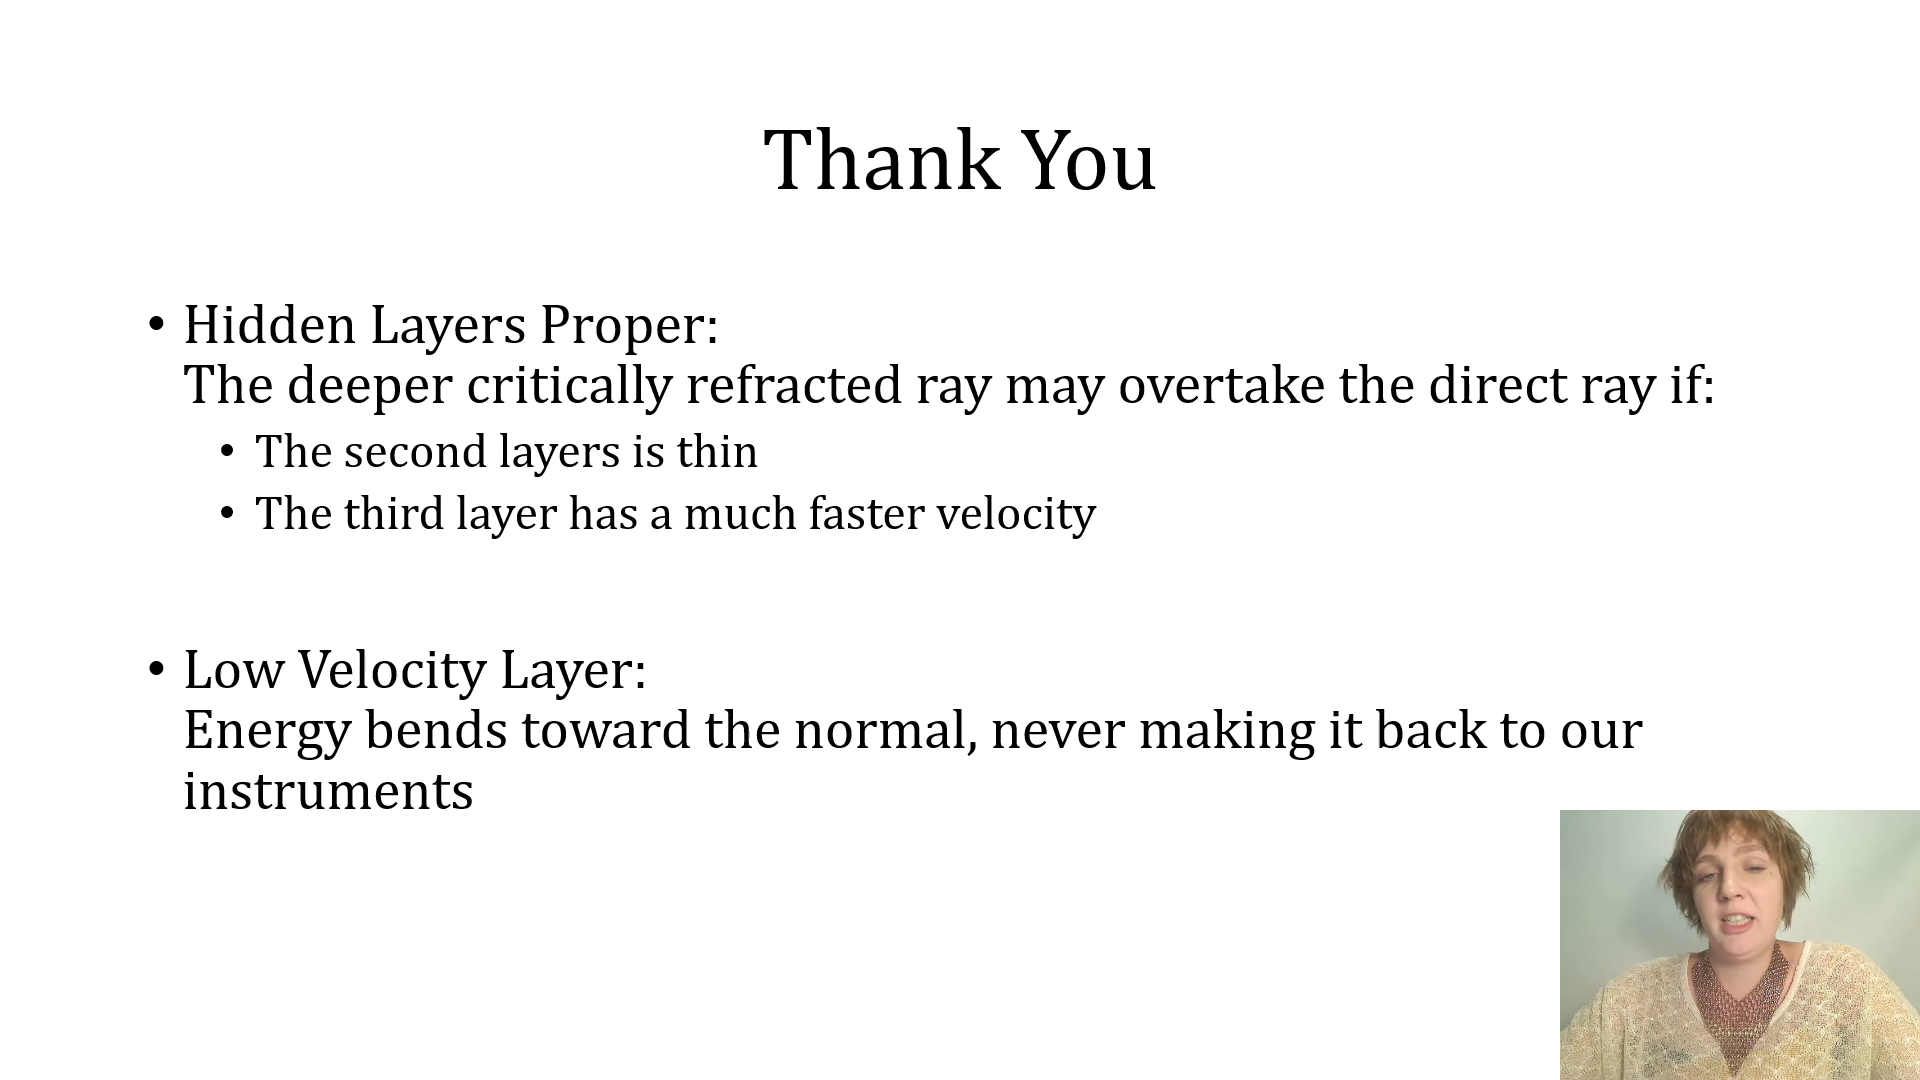 Thank You
• Hidden Layers Proper:
The deeper critically refracted ray may overtake the direct ray if:
• The second layers is thin
• The third layer has a much faster velocity
• Low Velocity Layer:
Energy bends toward the normal, never making it back to our
instruments